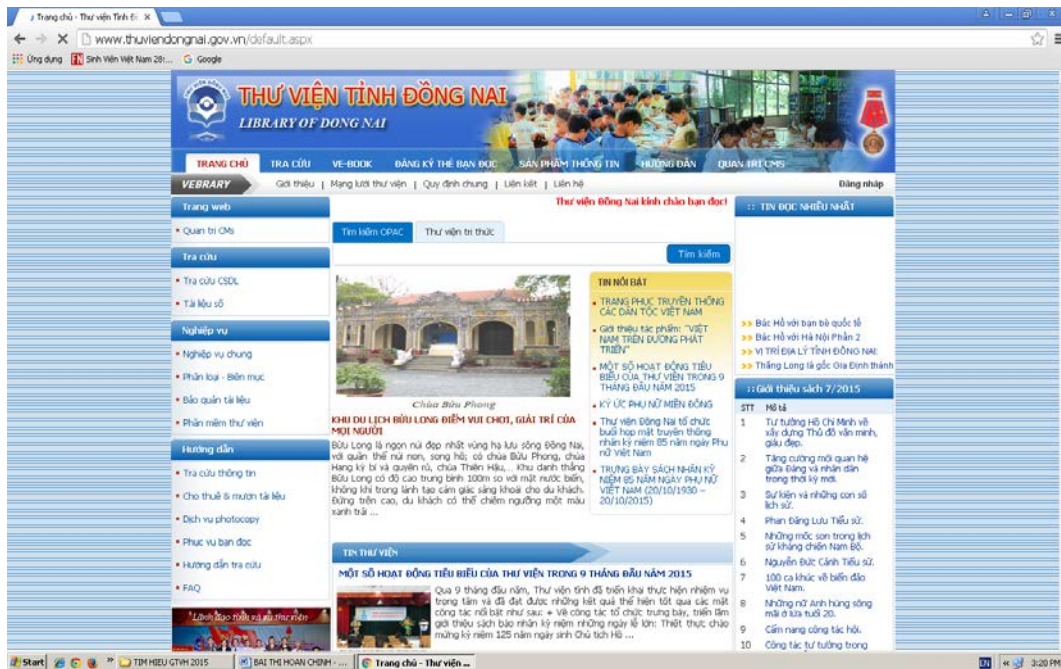 Trang chủ - Thư viện Tỉnh Đồ
www.thuviendongnai.gov.vn/default.aspx
Ứng dụng
Sinh Viên Việt Nam 28:...
Google
THƯ VIỆN TỈNH ĐỒNG NAI
LIBRARY OF DONG NAI
TRANG CHỦ TRA CỨU VE-BOOK ĐĂNG KÝ THẺ BẠN ĐỌC SẢN PHẨM THÔNG TIN HƯỚNG DẪN QUẢN TRỊ CMS
VEBRARY Giới thiệu | Mạng lưới thư viện | Quy định chung | Liên kết | Liên hệ Đăng nhập
Trang web
Quản trị CMs
Tra cứu
Tra cứu CSDL
Tài liệu số
Nghiệp vụ
Nghiệp vụ chung
Phân loại - Biên mục
Bảo quản tài liệu
Phần mềm thư viện
Hướng dẫn
Tra cứu thông tin
Cho thuê & mượn tài liệu
Dịch vụ photocopy
Phục vụ bạn đọc
Hướng dẫn tra cứu
FAQ
Thư viện Đồng Nai kính chào bạn đọc!
Tìm kiếm OPAC Thư viện tri thức
Tìm kiếm
Chùa Bửu Phong
KHU DU LỊCH BỬU LONG ĐIỂM VUI CHƠI, GIẢI TRÍ CỦA
MỌI NGƯỜI
Bửu Long là ngọn núi đẹp nhất vùng hạ lưu sông Đồng Nai,
với quần thể núi non, sông hồ; có chùa Bửu Phong, chùa
Hang kỳ bí và quyến rũ, chùa Thiên Hậu,... Khu danh thắng
Bửu Long có độ cao trung bình 100m so với mặt nước biển,
không khí trong lành tạo cảm giác sảng khoái cho du khách.
Đứng trên cao, du khách có thể chiêm ngưỡng một màu
xanh trải ...
TIN NỔI BẬT
TRANG PHỤC TRUYỀN THỐNG
CÁC DÂN TỘC VIỆT NAM
Giới thiệu tác phẩm: "VIỆT
NAM TRÊN ĐƯỜNG PHÁT
TRIỂN"
MỘT SỐ HOẠT ĐỘNG TIÊU
BIỂU CỦA THƯ VIỆN TRONG 9
THÁNG ĐẦU NĂM 2015
KÝ ỨC PHỤ NỮ MIỀN ĐÔNG
Thư viện Đồng Nai tổ chức
buổi họp mặt truyền thống
nhân kỷ niệm 85 năm ngày Phụ
nữ Việt Nam
TRƯNG BÀY SÁCH NHÂN KỶ
NIỆM 85 NĂM NGÀY PHỤ NỮ
VIỆT NAM (20/10/1930 –
20/10/2015)
TIN THƯ VIỆN
MỘT SỐ HOẠT ĐỘNG TIÊU BIỂU CỦA THƯ VIỆN TRONG 9 THÁNG ĐẦU NĂM 2015
Qua 9 tháng đầu năm, Thư viện tỉnh đã triển khai thực hiện nhiệm vụ
trọng tâm và đã đạt được những kết quả thể hiện tốt qua các mặt
công tác nổi bật như sau: + Về công tác tổ chức trưng bày, triển lãm
giới thiệu sách báo nhân kỷ niệm những ngày lễ lớn: Thiết thực chào
mừng kỷ niệm 125 năm ngày sinh Chủ tịch Hồ ...
:: TIN ĐỌC NHIỀU NHẤT
>> Bác Hồ với bạn bè quốc tế
>> Bác Hồ với Hà Nội Phần 2
>> VỊ TRÍ ĐỊA LÝ TỈNH ĐỒNG NAI:
>> Thăng Long là gốc Gia Định thành
::Giới thiệu sách 7/2015
STT Mô tả
1 Tư tưởng Hồ Chí Minh về
xây dựng Thủ đô văn minh,
giàu đẹp.
2 Tăng cường mối quan hệ
giữa Đảng và nhân dân
trong thời kỳ mới.
3 Sự kiện và những con số
lịch sử.
4 Phan Đăng Lưu Tiểu sử.
5 Những mốc son trong lịch
sử kháng chiến Nam Bộ.
6 Nguyễn Đức Cảnh Tiểu sử.
7 100 ca khúc về biển đảo
Việt Nam.
8 Những nữ Anh hùng sống
mãi ở lứa tuổi 20.
9 Cẩm nang công tác hội.
10 Công tác tư tưởng trong
Start
TIM HIEU GTVH 2015
BAI THI HOAN CHINH - ...
Trang chủ - Thư viện ...
EN
3:20 PM